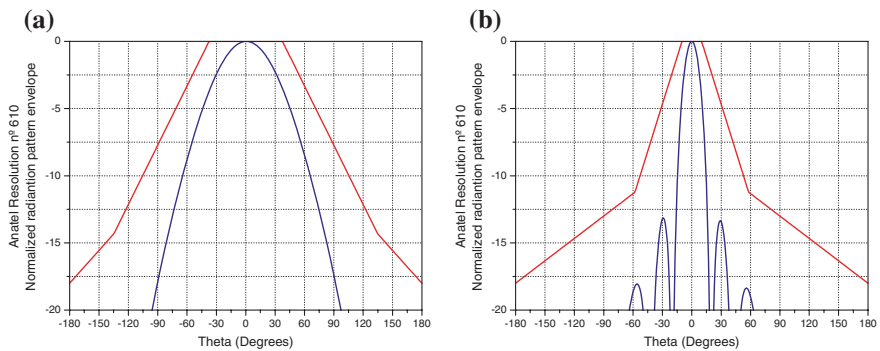 (a)
Anatel Resolution nº 610
Normalized radiantion pattern envelope
0
-5
-10
-15
-20
-180 -150 -120 -90 -60 -30 0 30 60 90 120 150 180
Theta (Degrees)
(b)
Anatel Resolution nº 610
Normalized radiantion pattern envelope
0
-5
-10
-15
-20
-180 -150 -120 -90 -60 -30 0 30 60 90 120 150 180
Theta (Degrees)